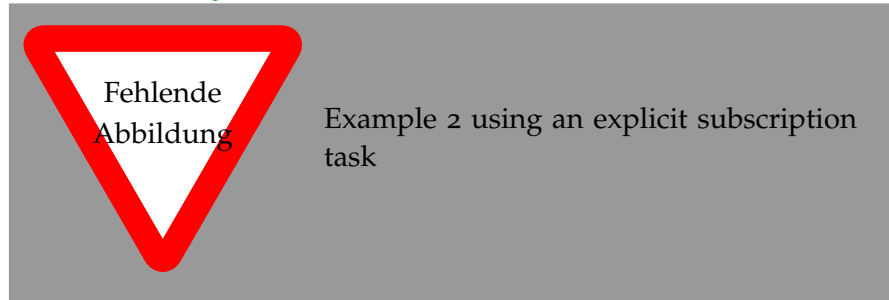 Fehlende
Abbildung
Example 2 using an explicit subscription
task